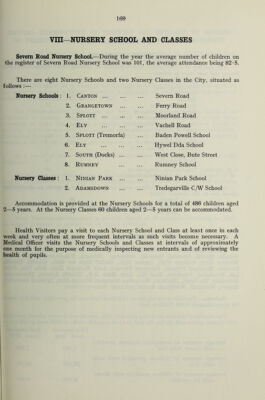 169
VIII—NURSERY SCHOOL AND CLASSES
Severn Road Nursery School.—During the year the average number of children on
the register of Severn Road Nursery School was 101, the average attendance being 82·5.
There are eight Nursery Schools and two Nursery Classes in the City, situated as
follows :—
Nursery Schools: 1. CANTON ... ... ... Severn Road
2. GRANGETOWN ... ... Ferry Road
3. SPLOTT ... ... ... Moorland Road
4. ELY ... ... ... Vachell Road
5. SPLOTT (Tremorfa) ... Baden Powell School
6. ELY ... ... ... Hywel Dda School
7. SOUTH (Docks) ... ... West Close, Bute Street
8. RUMNEY ... ... Rumney School
Nursery Classes: 1. NINIAN PARK ... ... Ninian Park School
2. ADAMSDOWN ... ... Tredegarville C/W School
Accommodation is provided at the Nursery Schools for a total of 486 children aged
2—5 years. At the Nursery Classes 60 children aged 2—5 years can be accommodated.
Health Visitors pay a visit to each Nursery School and Class at least once in each
week and very often at more frequent intervals as such visits become necessary. A
Medical Officer visits the Nursery Schools and Classes at intervals of approximately
one month for the purpose of medically inspecting new entrants and of reviewing the
health of pupils.